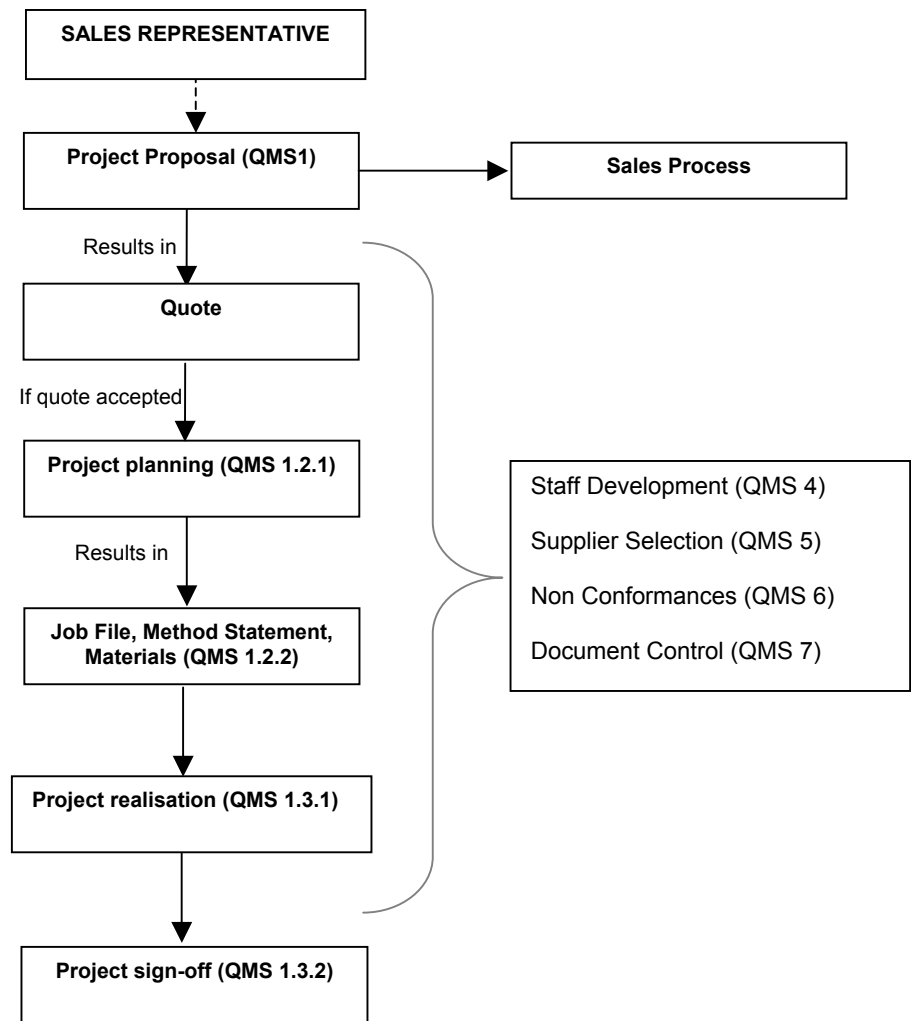 SALES REPRESENTATIVE
Project Proposal (QMS1)
Sales Process
Results in
Quote
If quote accepted
Project planning (QMS 1.2.1)
Results in
Job File, Method Statement,
Materials (QMS 1.2.2)
Project realisation (QMS 1.3.1)
Project sign-off (QMS 1.3.2)
Staff Development (QMS 4)
Supplier Selection (QMS 5)
Non Conformances (QMS 6)
Document Control (QMS 7)